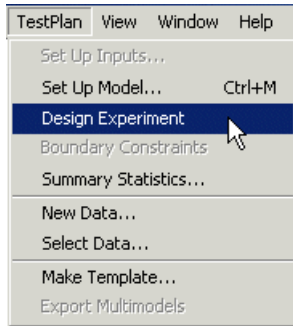 TestPlan View Window Help
Set Up Inputs...
Set Up Model... Ctrl+M
Design Experiment
Boundary Constraints
Summary Statistics...
New Data...
Select Data...
Make Template...
Export Multimodels